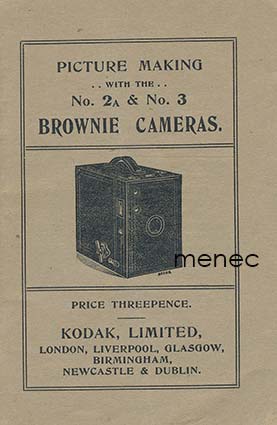 PICTURE MAKING
.. WITH THE ..
No. 2A & No. 3
BROWNIE CAMERAS.
menec
PRICE THREEPENCE.
KODAK, LIMITED,
LONDON, LIVERPOOL, GLASGOW,
BIRMINGHAM,
NEWCASTLE & DUBLIN.